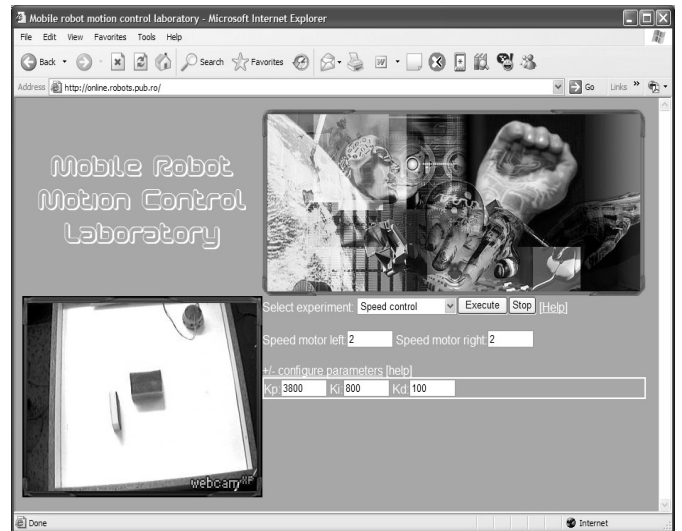 Mobile robot motion control laboratory - Microsoft Internet Explorer
File Edit View Favorites Tools Help
Back Search Favorites
Address http://online.robots.pub.ro/ Go Links »
Mobile Robot
Motion Control
Laboratory
Select experiment: Speed control Execute Stop [Help]
Speed motor left 2 Speed motor right 2
+/- configure parameters [help]
Kp: 3800 Ki: 800 Kd: 100
webcamXP
Done Internet